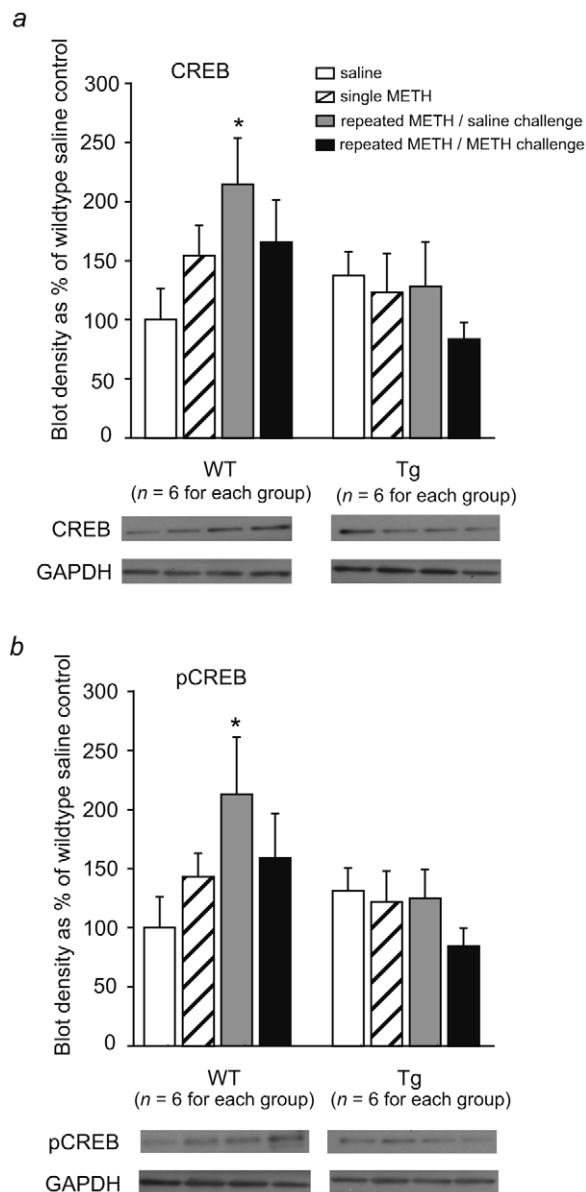 a
CREB
saline
single METH
repeated METH / saline challenge
repeated METH / METH challenge
Blot density as % of wildtype saline control
300
250
200
150
100
50
0
*
WT
(n = 6 for each group)
Tg
(n = 6 for each group)
CREB
GAPDH
b
pCREB
Blot density as % of wildtype saline control
300
250
200
150
100
50
0
*
WT
(n = 6 for each group)
Tg
(n = 6 for each group)
pCREB
GAPDH